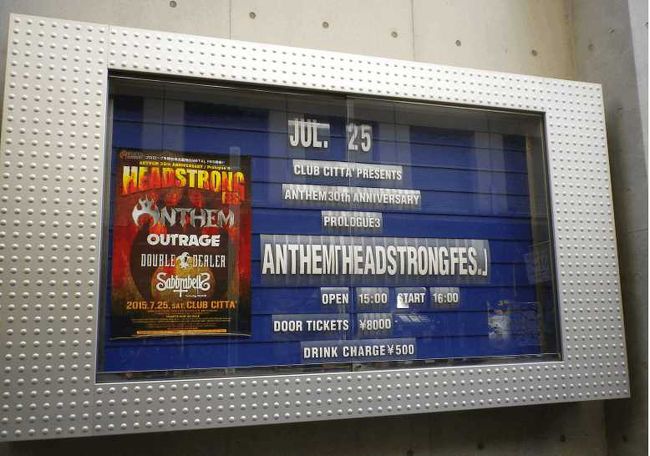 JUL. 25
CLUB CITTA' PRESENTS
ANTHEM 30th ANNIVERSARY
PROLOGUE3
ANTHEM「HEADSTRONG FES.」
OPEN 15:00 START 16:00
DOOR TICKETS ¥8000
DRINK CHARGE ¥500
HEADSTRONG
FES.
ANTHEM
OUTRAGE
DOUBLE DEALER
Sabbrabells
2015.7.25. SAT. CLUB CITTA'